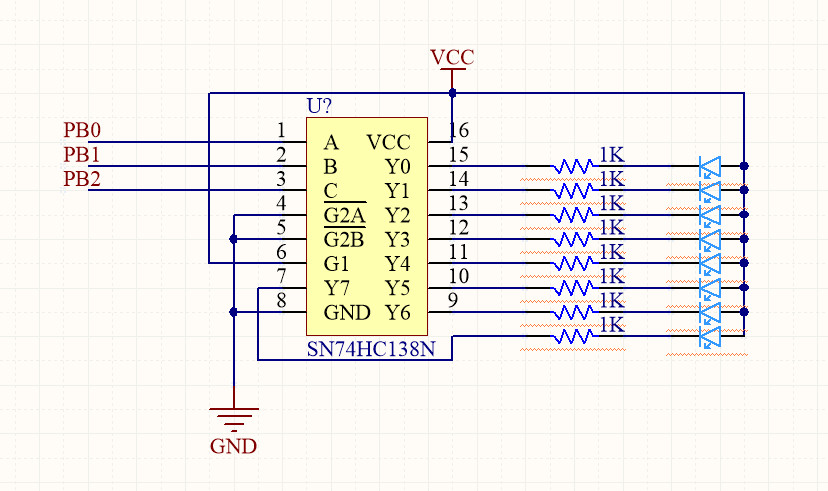 VCC
U?
PB0 1 A VCC 16
PB1 2 B Y0 15 1K
PB2 3 C Y1 14 1K
4 G2A Y2 13 1K
5 G2B Y3 12 1K
6 G1 Y4 11 1K
7 Y7 Y5 10 1K
8 GND Y6 9 1K
1K
SN74HC138N
GND